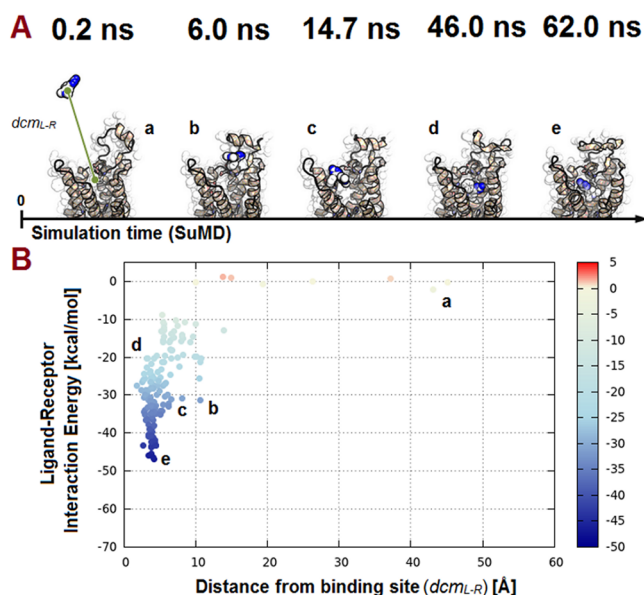 A
0.2 ns 6.0 ns 14.7 ns 46.0 ns 62.0 ns
dcmL-R
a b c d e
0
Simulation time (SuMD)
B
Ligand-Receptor
Interaction Energy [kcal/mol]
0
-10
-20
-30
-40
-50
-60
-70
a
d
c
b
e
0 10 20 30 40 50 60
Distance from binding site (dcmL-R) [Å]
5
0
-5
-10
-15
-20
-25
-30
-35
-40
-45
-50